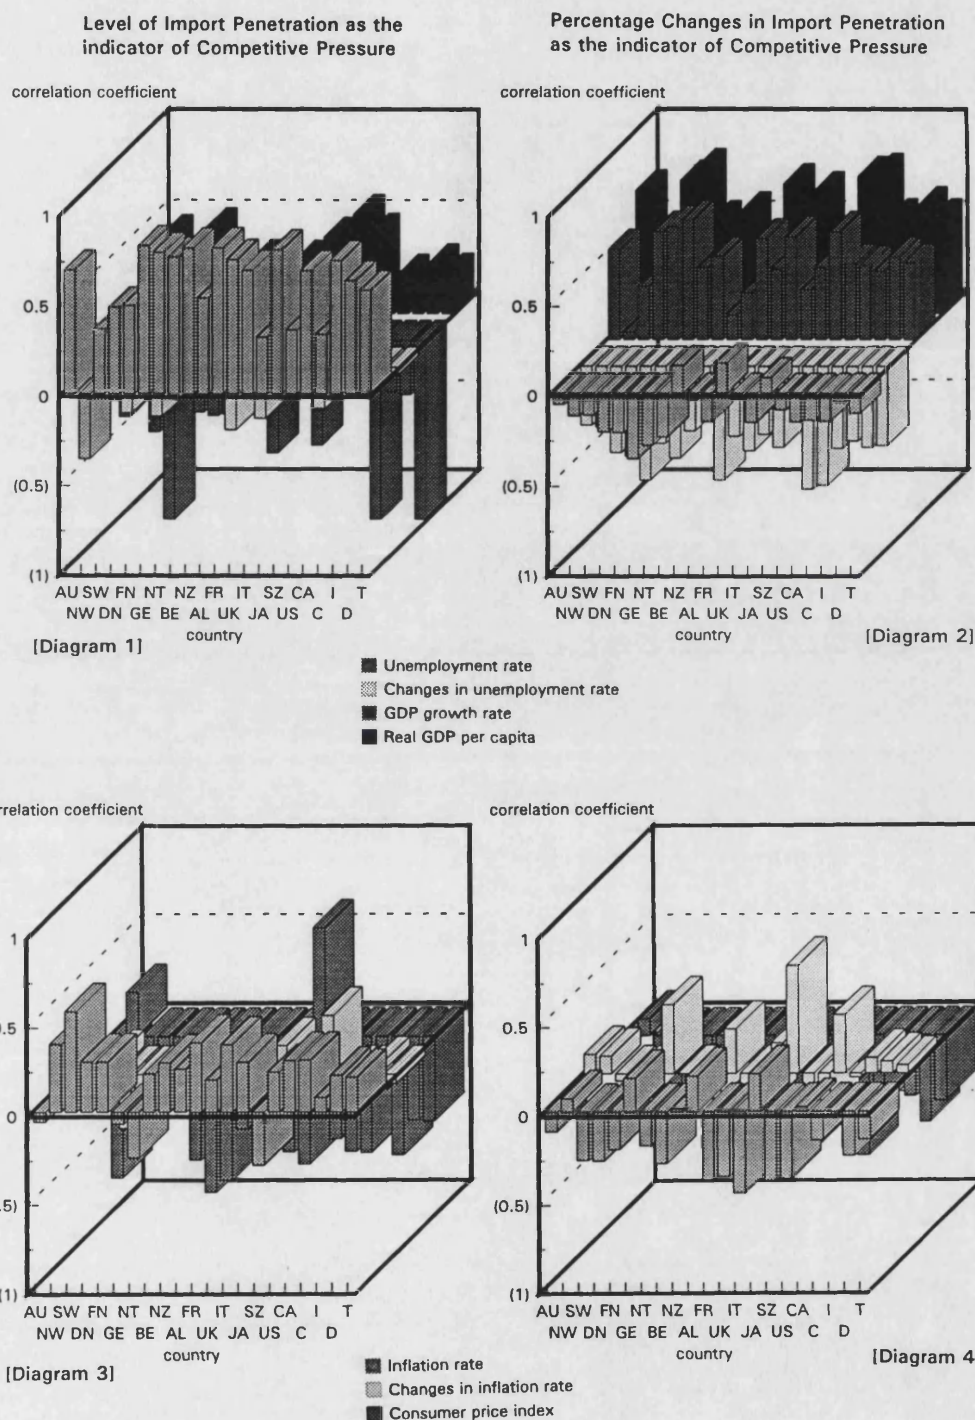 Level of Import Penetration as the
indicator of Competitive Pressure
Percentage Changes in Import Penetration
as the indicator of Competitive Pressure
correlation coefficient
correlation coefficient
1
0.5
0
(0.5)
(1)
1
0.5
0
(0.5)
(1)
AU SW FN NT NZ FR IT SZ CA I T
NW DN GE BE AL UK JA US C D
country
[Diagram 1]
AU SW FN NT NZ FR IT SZ CA I T
NW DN GE BE AL UK JA US C D
country
[Diagram 2]
Unemployment rate
Changes in unemployment rate
GDP growth rate
Real GDP per capita
rrelation coefficient
correlation coefficient
1
0.5
0
.5)
(1)
1
0.5
0
(0.5)
(1)
AU SW FN NT NZ FR IT SZ CA I T
NW DN GE BE AL UK JA US C D
country
[Diagram 3]
AU SW FN NT NZ FR IT SZ CA I T
NW DN GE BE AL UK JA US C D
country
[Diagram 4
Inflation rate
Changes in inflation rate
Consumer price index